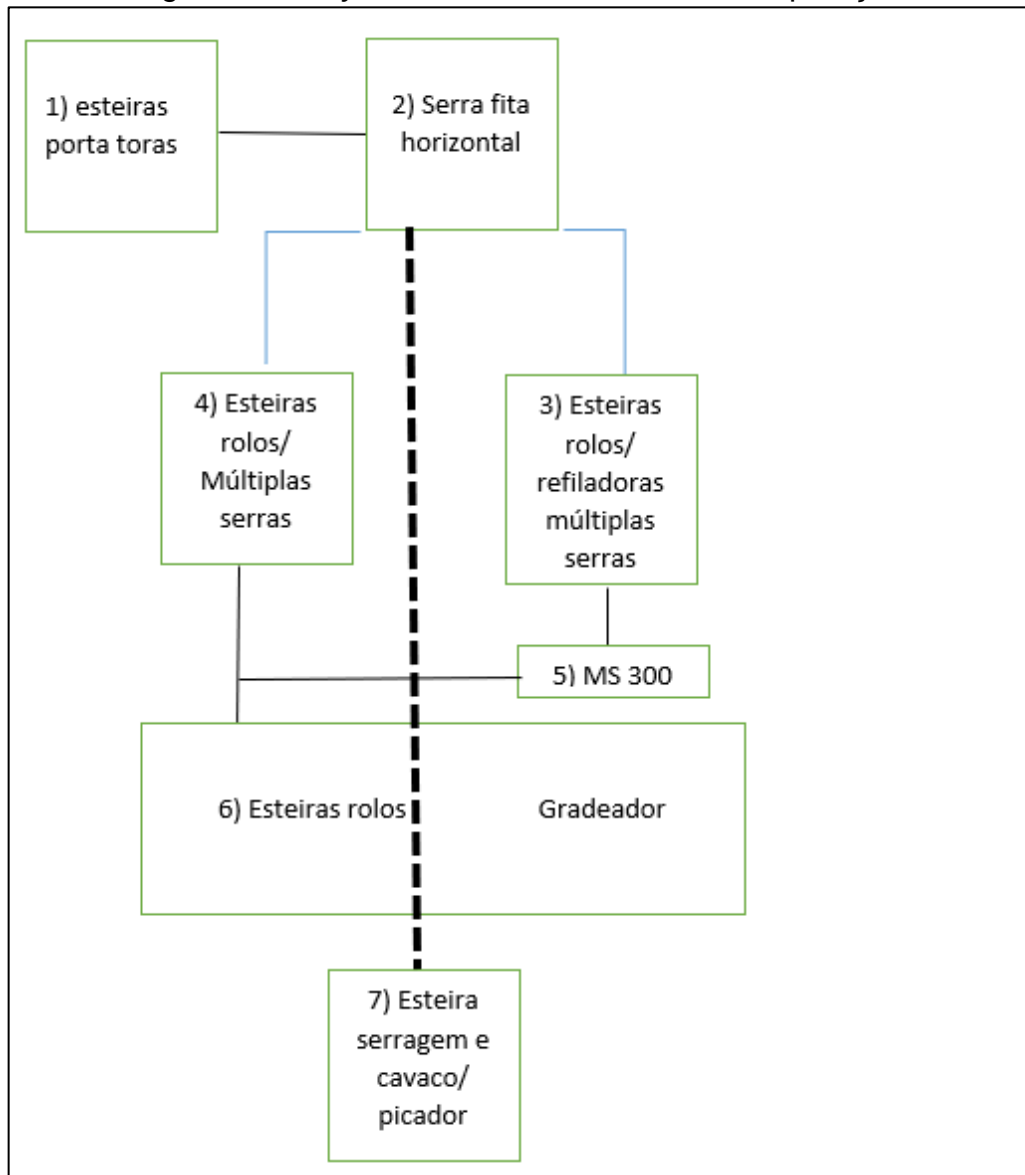 1) esteiras
porta toras
2) Serra fita
horizontal
4) Esteiras
rolos/
Múltiplas
serras
3) Esteiras
rolos/
refiladoras
múltiplas
serras
5) MS 300
6) Esteiras rolos
Gradeador
7) Esteira
serragem e
cavaco/
picador